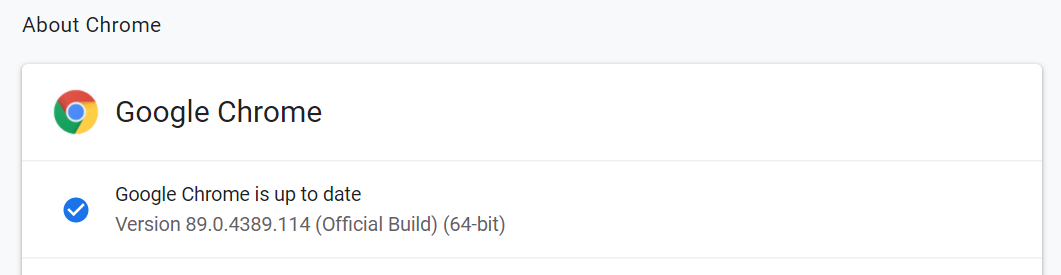 About Chrome
Google Chrome
Google Chrome is up to date
Version 89.0.4389.114 (Official Build) (64-bit)